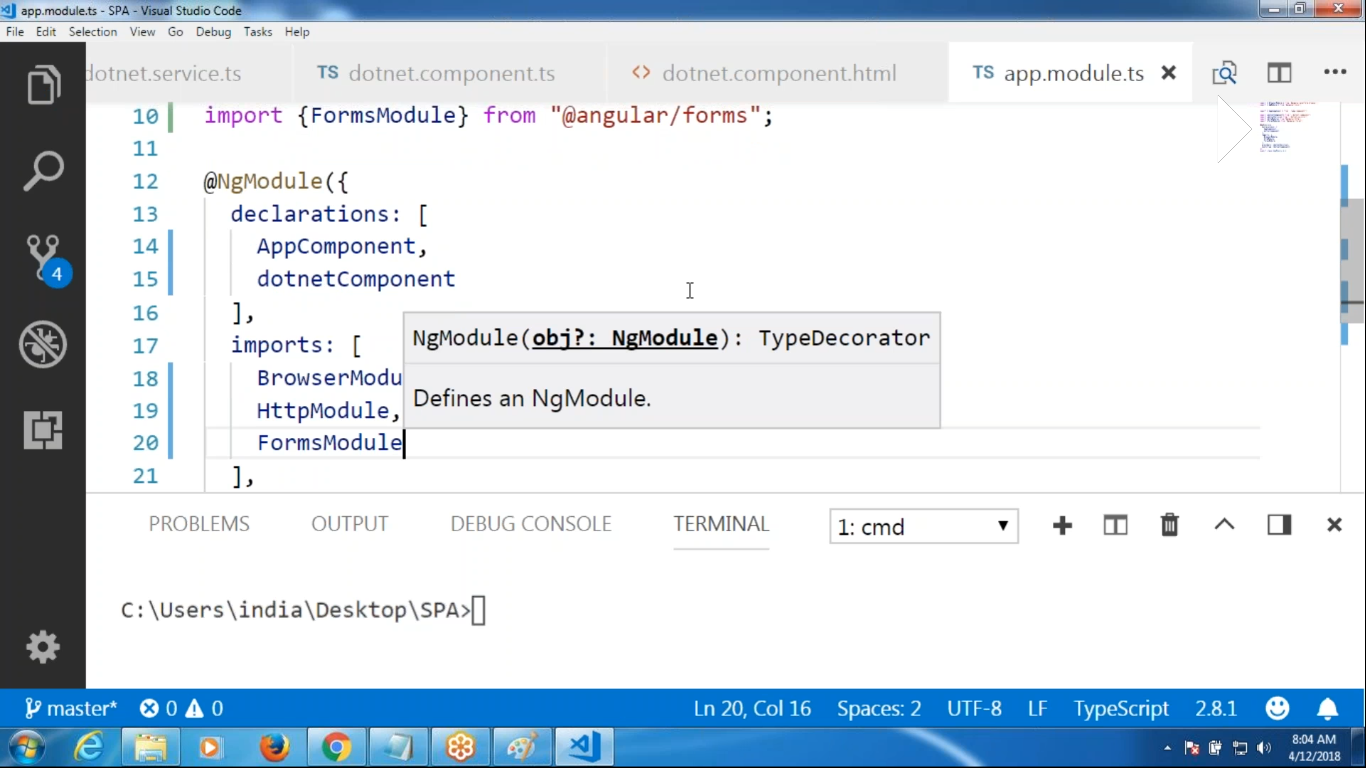 app.module.ts - SPA - Visual Studio Code
File Edit Selection View Go Debug Tasks Help
dotnet.service.ts TS dotnet.component.ts <> dotnet.component.html TS app.module.ts
10 import {FormsModule} from "@angular/forms";
11
12 @NgModule({
13 declarations: [
14 AppComponent,
15 dotnetComponent
16 ],
17 imports: [
NgModule(obj?: NgModule): TypeDecorator
18 BrowserModu
Defines an NgModule.
19 HttpModule,
20 FormsModule
21 ],
4
PROBLEMS OUTPUT DEBUG CONSOLE TERMINAL 1: cmd
C:\Users\india\Desktop\SPA>
master* 0 0 Ln 20, Col 16 Spaces: 2 UTF-8 LF TypeScript 2.8.1
8:04 AM
4/12/2018